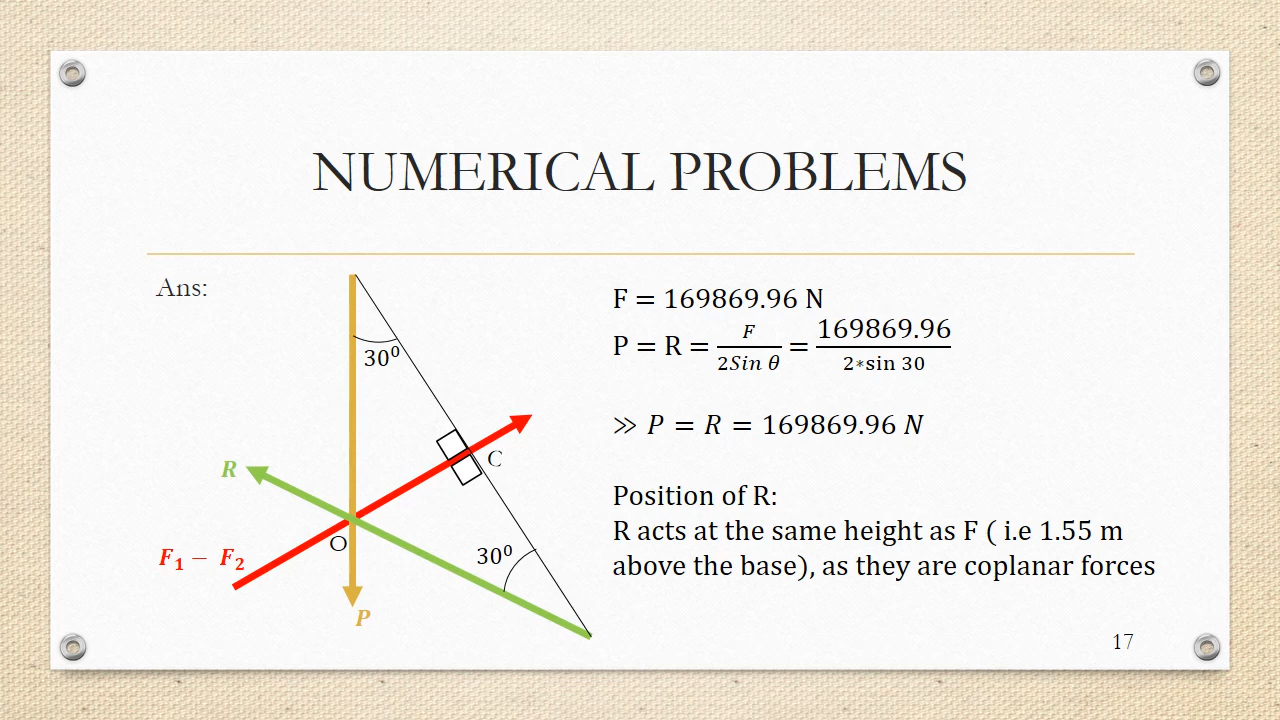 NUMERICAL PROBLEMS
Ans:
30⁰
C
R
O
30⁰
F₁ − F₂
P
F = 169869.96 N
P = R = F / 2Sin θ = 169869.96 / 2∗sin 30
≫ P = R = 169869.96 N
Position of R:
R acts at the same height as F ( i.e 1.55 m
above the base), as they are coplanar forces
17